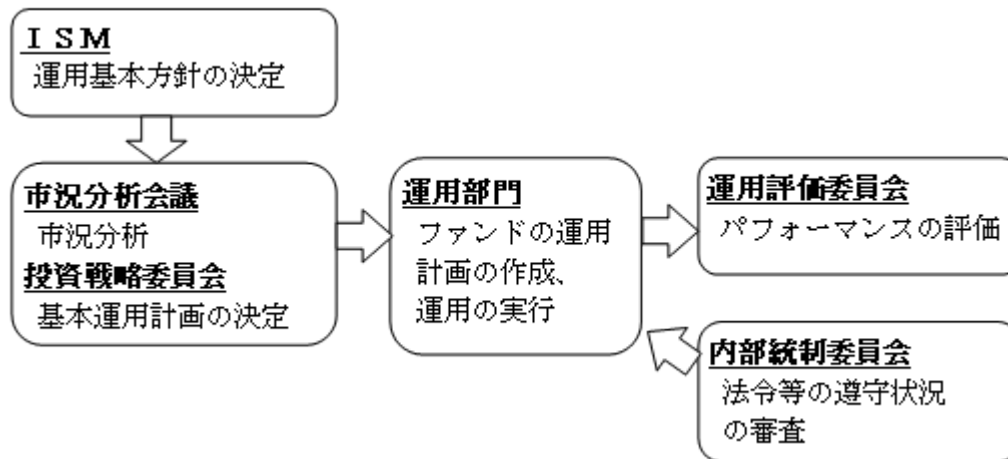 ＩＳＭ
運用基本方針の決定
市況分析会議
市況分析
投資戦略委員会
基本運用計画の決定
運用部門
ファンドの運用
計画の作成、
運用の実行
運用評価委員会
パフォーマンスの評価
内部統制委員会
法令等の遵守状況
の審査